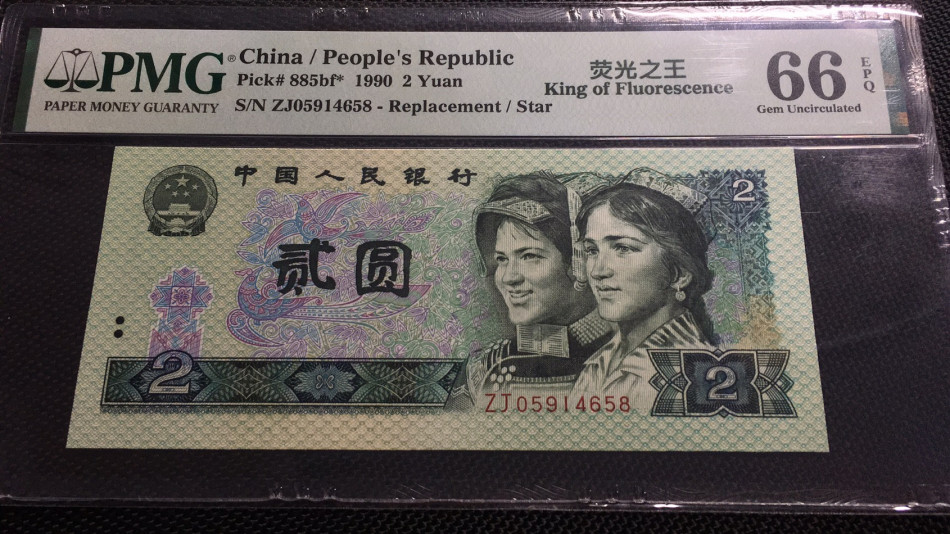 PMG®
PAPER MONEY GUARANTY
China / People's Republic
Pick# 885bf* 1990 2 Yuan
S/N ZJ05914658 - Replacement / Star
荧光之王
King of Fluorescence
66
EPQ
Gem Uncirculated
中国人民银行
2
贰圆
2
2
ZJ05914658